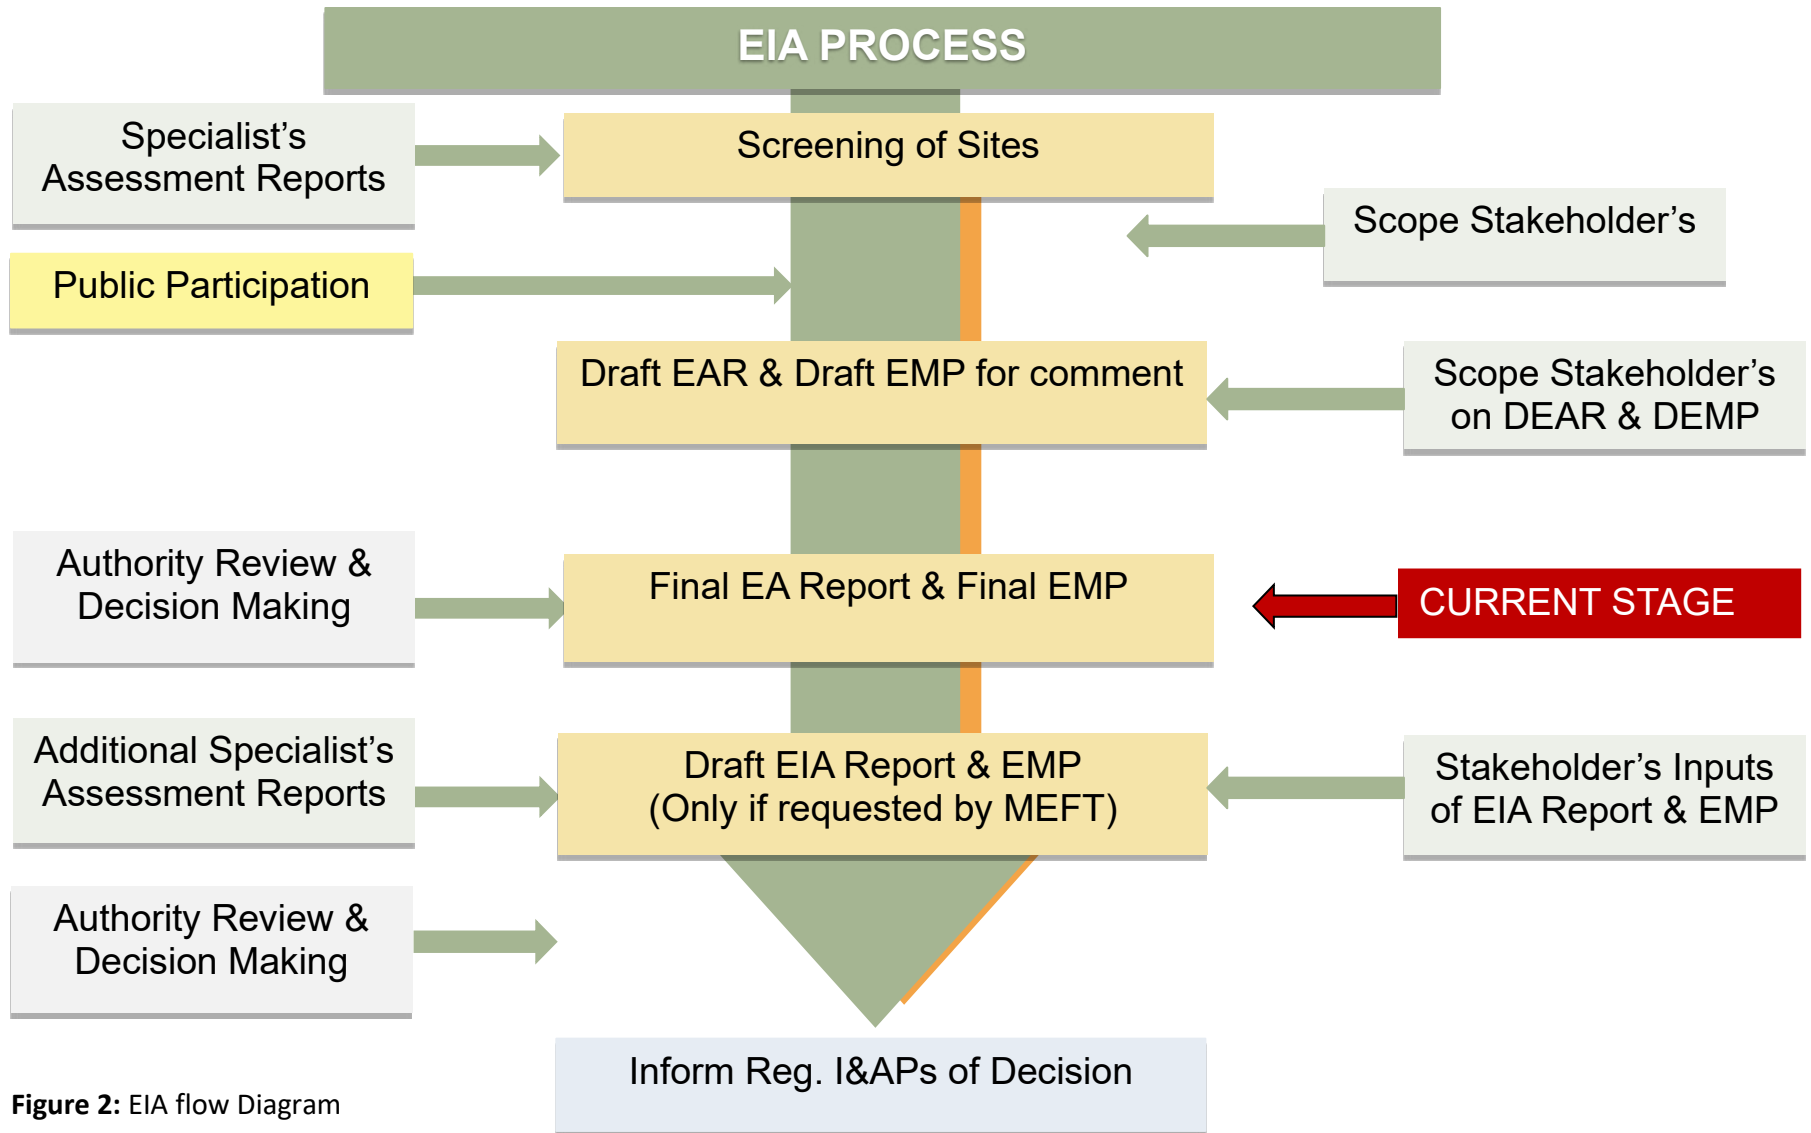 EIA PROCESS
Specialist's
Assessment Reports
Screening of Sites
Scope Stakeholder's
Public Participation
Draft EAR & Draft EMP for comment
Scope Stakeholder's
on DEAR & DEMP
Authority Review &
Decision Making
Final EA Report & Final EMP
CURRENT STAGE
Additional Specialist's
Assessment Reports
Draft EIA Report & EMP
(Only if requested by MEFT)
Stakeholder's Inputs
of EIA Report & EMP
Authority Review &
Decision Making
Inform Reg. I&APs of Decision
Figure 2: EIA flow Diagram